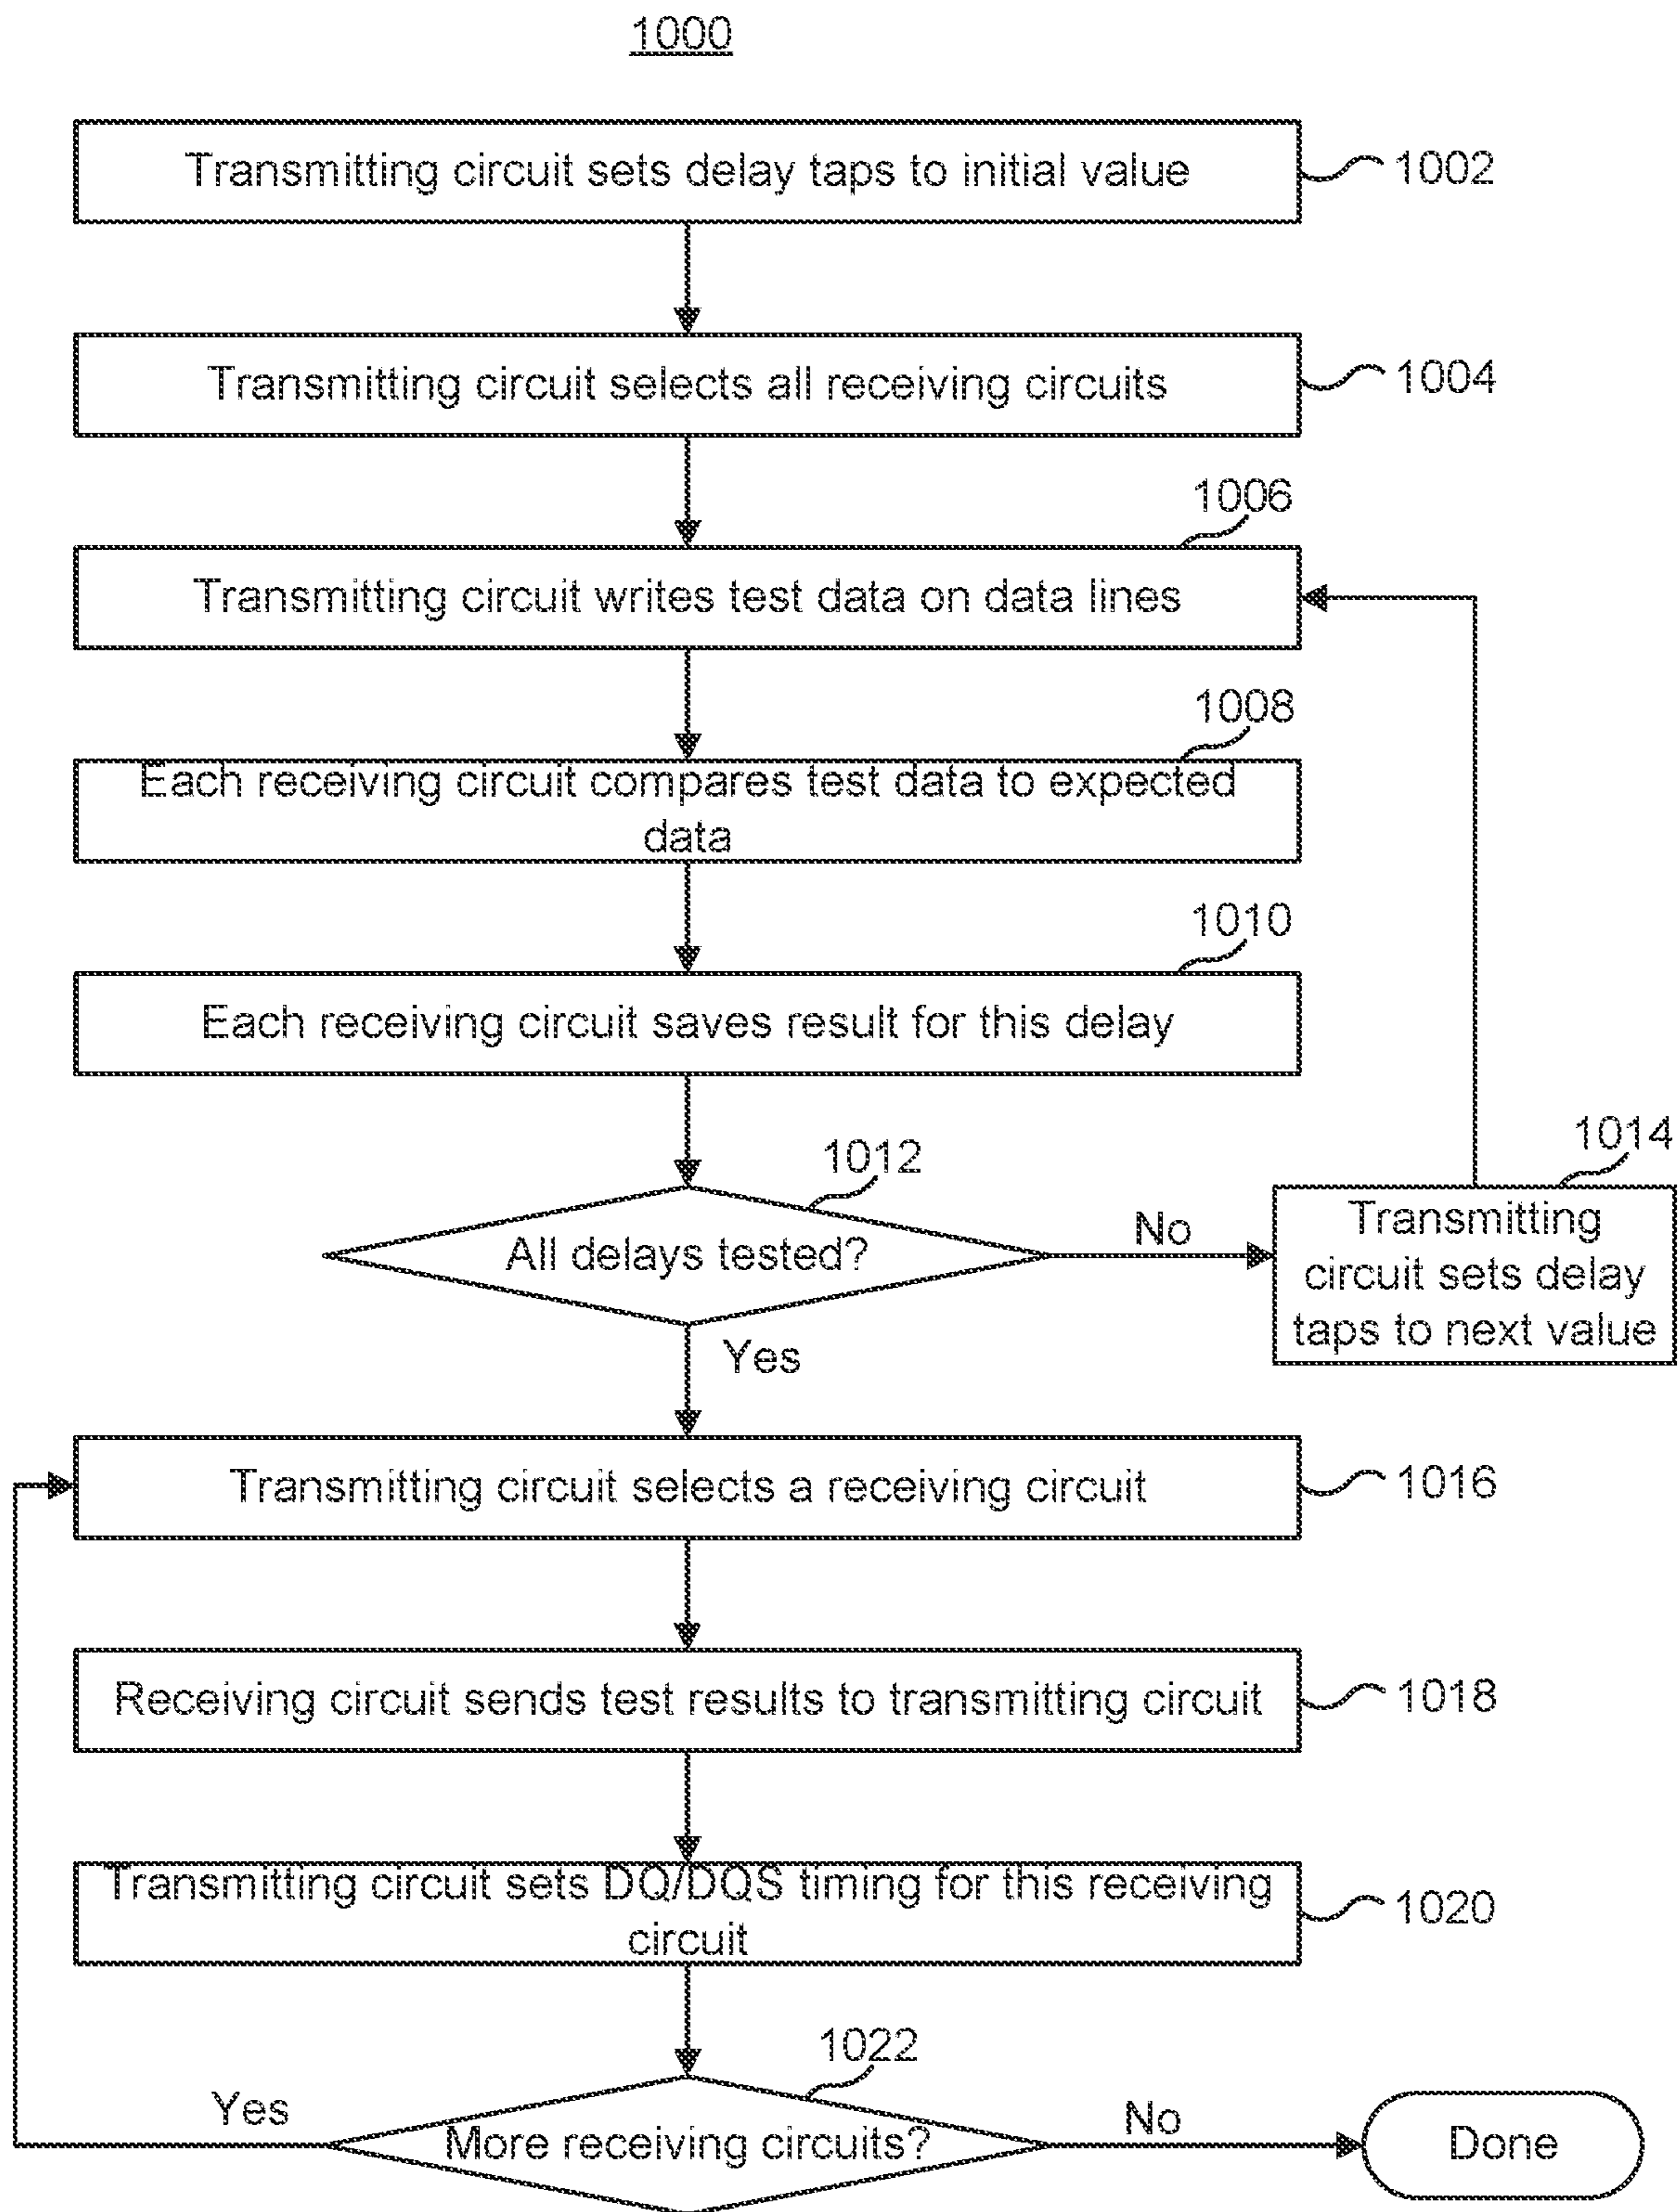 1000
Transmitting circuit sets delay taps to initial value
1002
Transmitting circuit selects all receiving circuits
1004
1006
Transmitting circuit writes test data on data lines
1008
Each receiving circuit compares test data to expected
data
1010
Each receiving circuit saves result for this delay
1012
All delays tested?
No
1014
Transmitting
circuit sets delay
taps to next value
Yes
Transmitting circuit selects a receiving circuit
1016
Receiving circuit sends test results to transmitting circuit
1018
Transmitting circuit sets DQ/DQS timing for this receiving
circuit
1020
1022
More receiving circuits?
Yes
No
Done